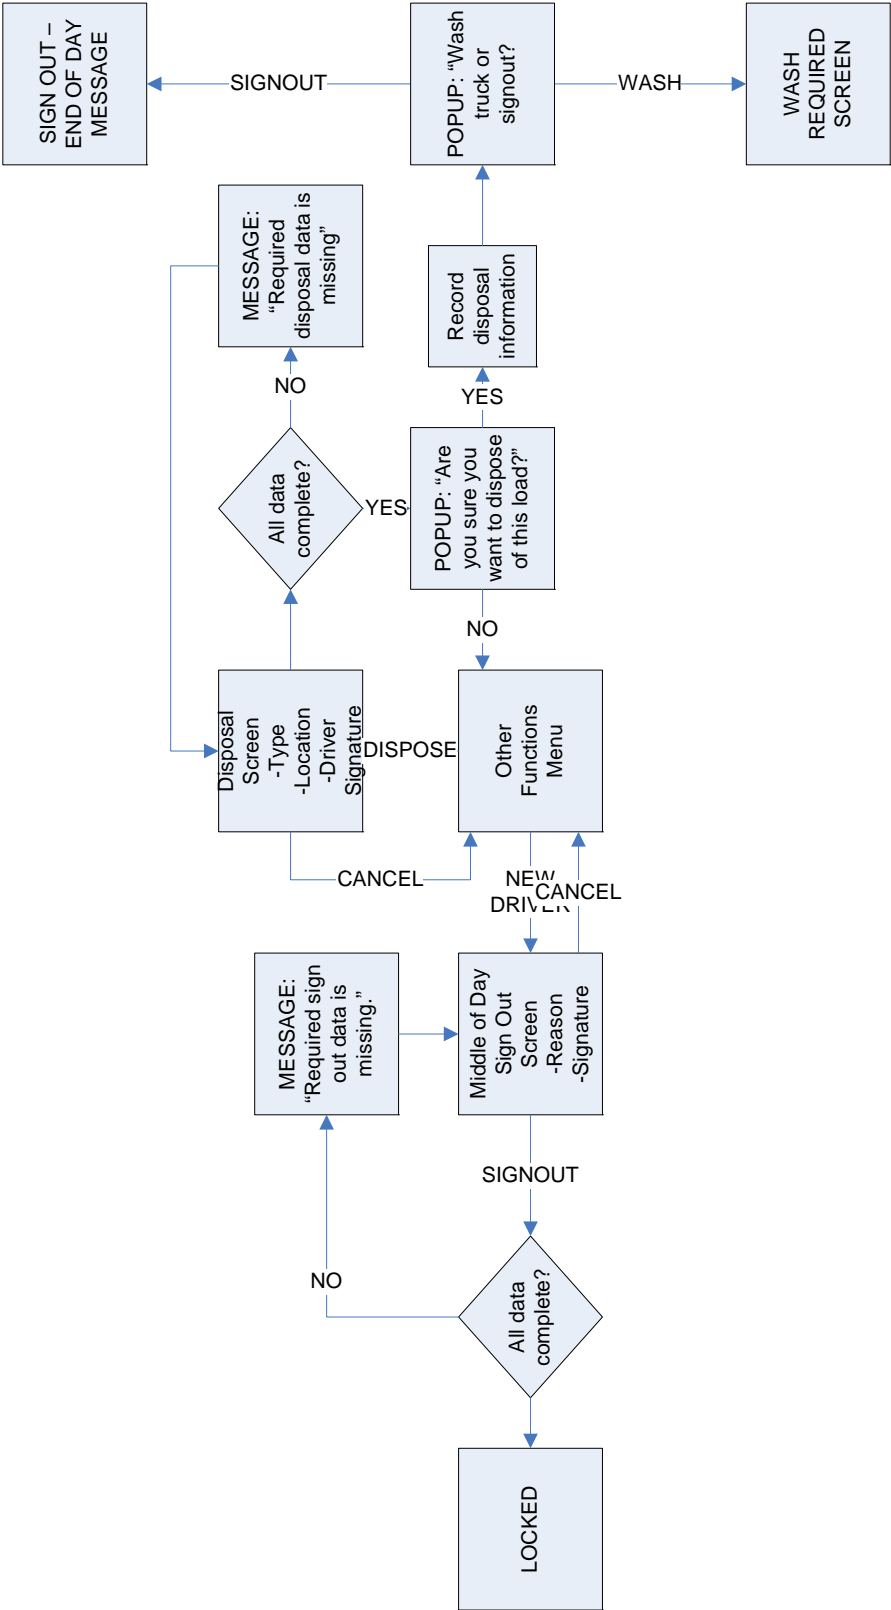 SIGN OUT –
END OF DAY
MESSAGE
SIGNOUT
POPUP: “Wash
truck or
signout?
WASH
WASH
REQUIRED
SCREEN
MESSAGE:
“Required
disposal data is
missing”
Record
disposal
information
NO
YES
All data
complete?
YES
POPUP: “Are
you sure you
want to dispose
of this load?”
NO
Disposal
Screen
-Type
-Location
-Driver
Signature
DISPOSE
Other
Functions
Menu
CANCEL
NEW
DRIVER
CANCEL
MESSAGE:
“Required sign
out data is
missing.”
Middle of Day
Sign Out
Screen
-Reason
-Signature
SIGNOUT
NO
All data
complete?
LOCKED